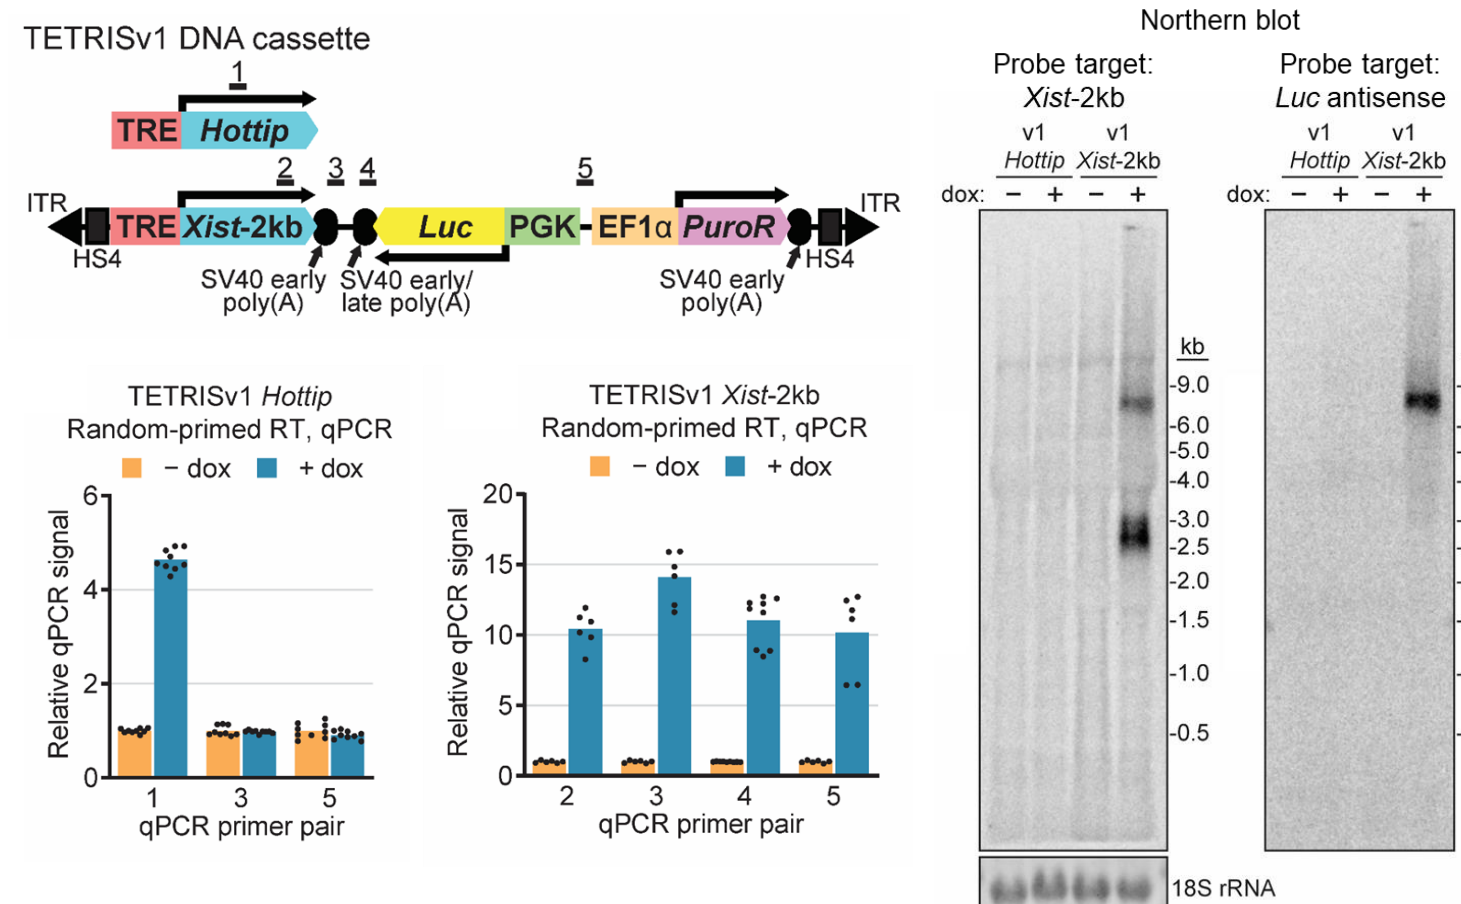 TETRISv1 DNA cassette
1
TRE Hottip
2 3 4 5
ITR TRE Xist-2kb Luc PGK EF1α PuroR ITR
HS4 HS4
SV40 early poly(A)
SV40 early/ late poly(A)
SV40 early poly(A)
TETRISv1 Hottip
Random-primed RT, qPCR
− dox + dox
Relative qPCR signal
6
4
2
0
1 3 5
qPCR primer pair
TETRISv1 Xist-2kb
Random-primed RT, qPCR
− dox + dox
Relative qPCR signal
20
15
10
5
0
2 3 4 5
qPCR primer pair
Northern blot
Probe target:
Xist-2kb
v1 v1
Hottip Xist-2kb
dox: − + − +
kb
-9.0
-6.0
-5.0
-4.0
-3.0
-2.5
-2.0
-1.5
-1.0
-0.5
18S rRNA
Probe target:
Luc antisense
v1 v1
Hottip Xist-2kb
dox: − + − +